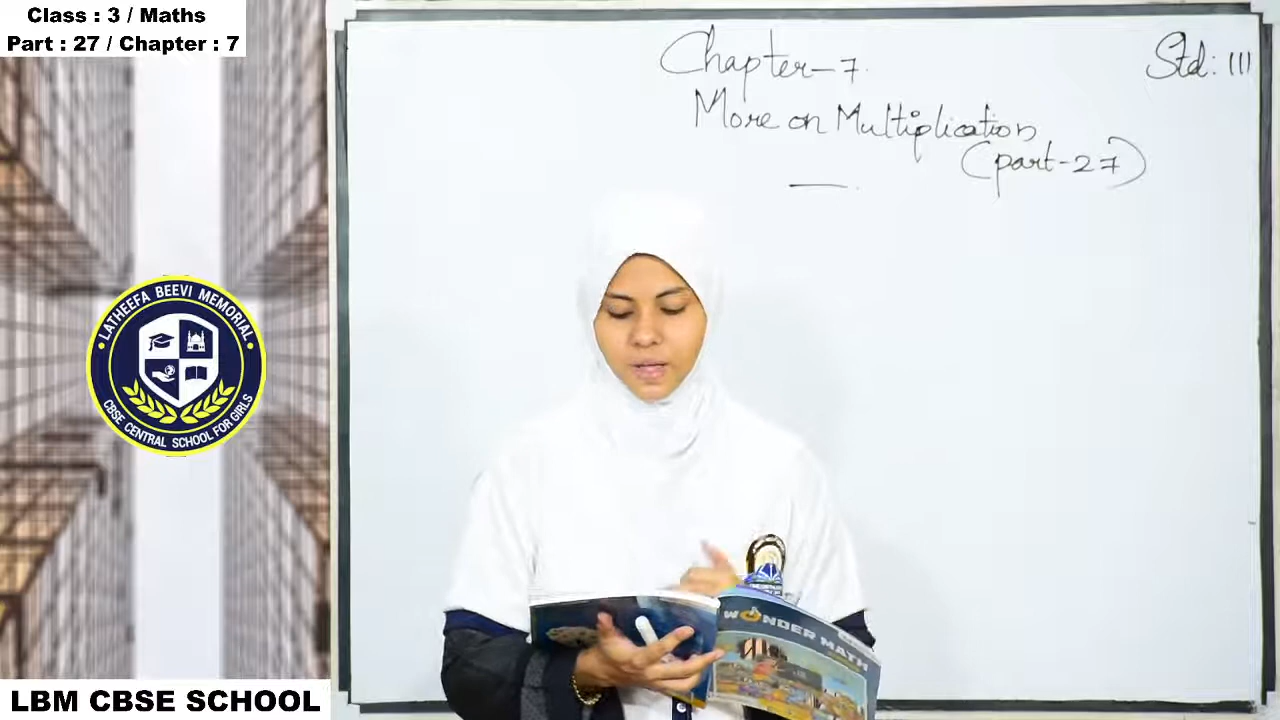 Class : 3 / Maths
Part : 27 / Chapter : 7
Chapter-7.
Std: III
More on Multiplication
(part-27)
LATHEEFA BEEVI MEMORIAL
CBSE CENTRAL SCHOOL FOR GIRLS
WONDER MATH
LBM CBSE SCHOOL